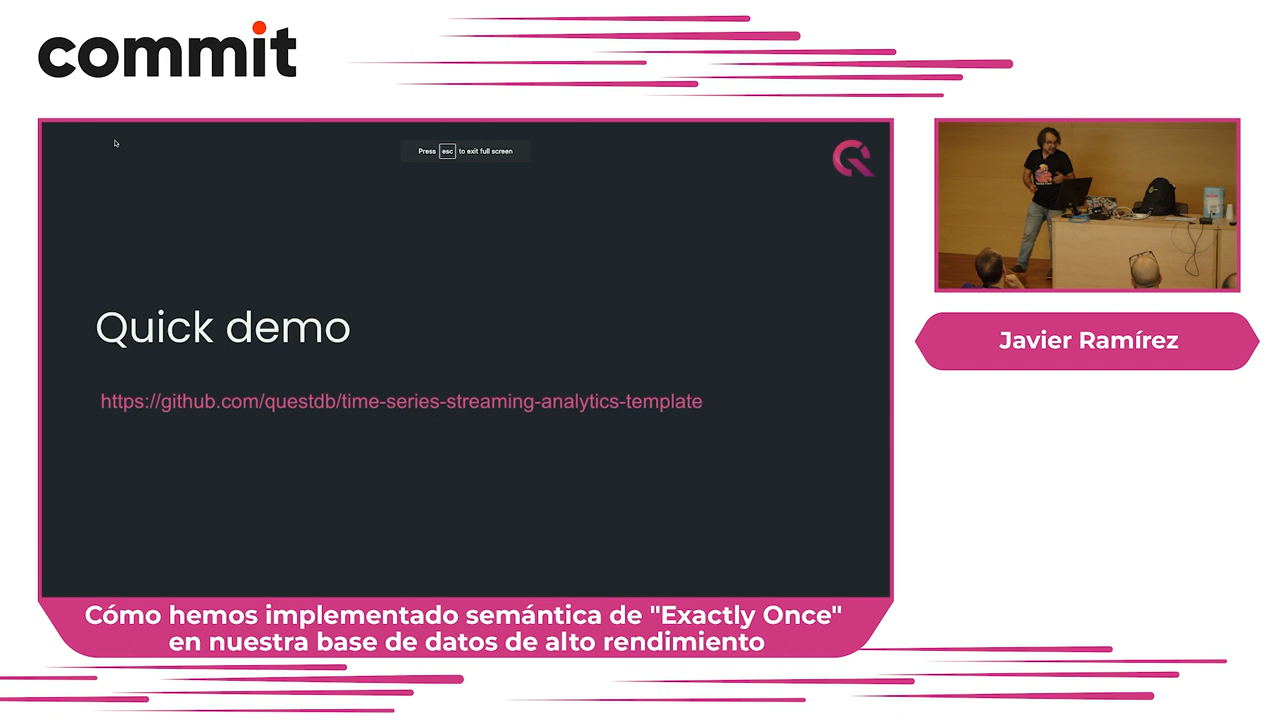 commit
Press esc to exit full screen
Quick demo
https://github.com/questdb/time-series-streaming-analytics-template
Javier Ramírez
Cómo hemos implementado semántica de "Exactly Once"
en nuestra base de datos de alto rendimiento